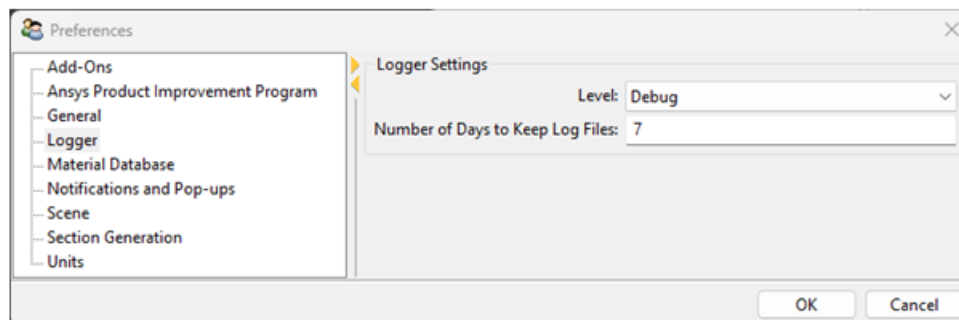 Preferences
Add-Ons
Ansys Product Improvement Program
General
Logger
Material Database
Notifications and Pop-ups
Scene
Section Generation
Units
Logger Settings
Level: Debug
Number of Days to Keep Log Files: 7
OK Cancel